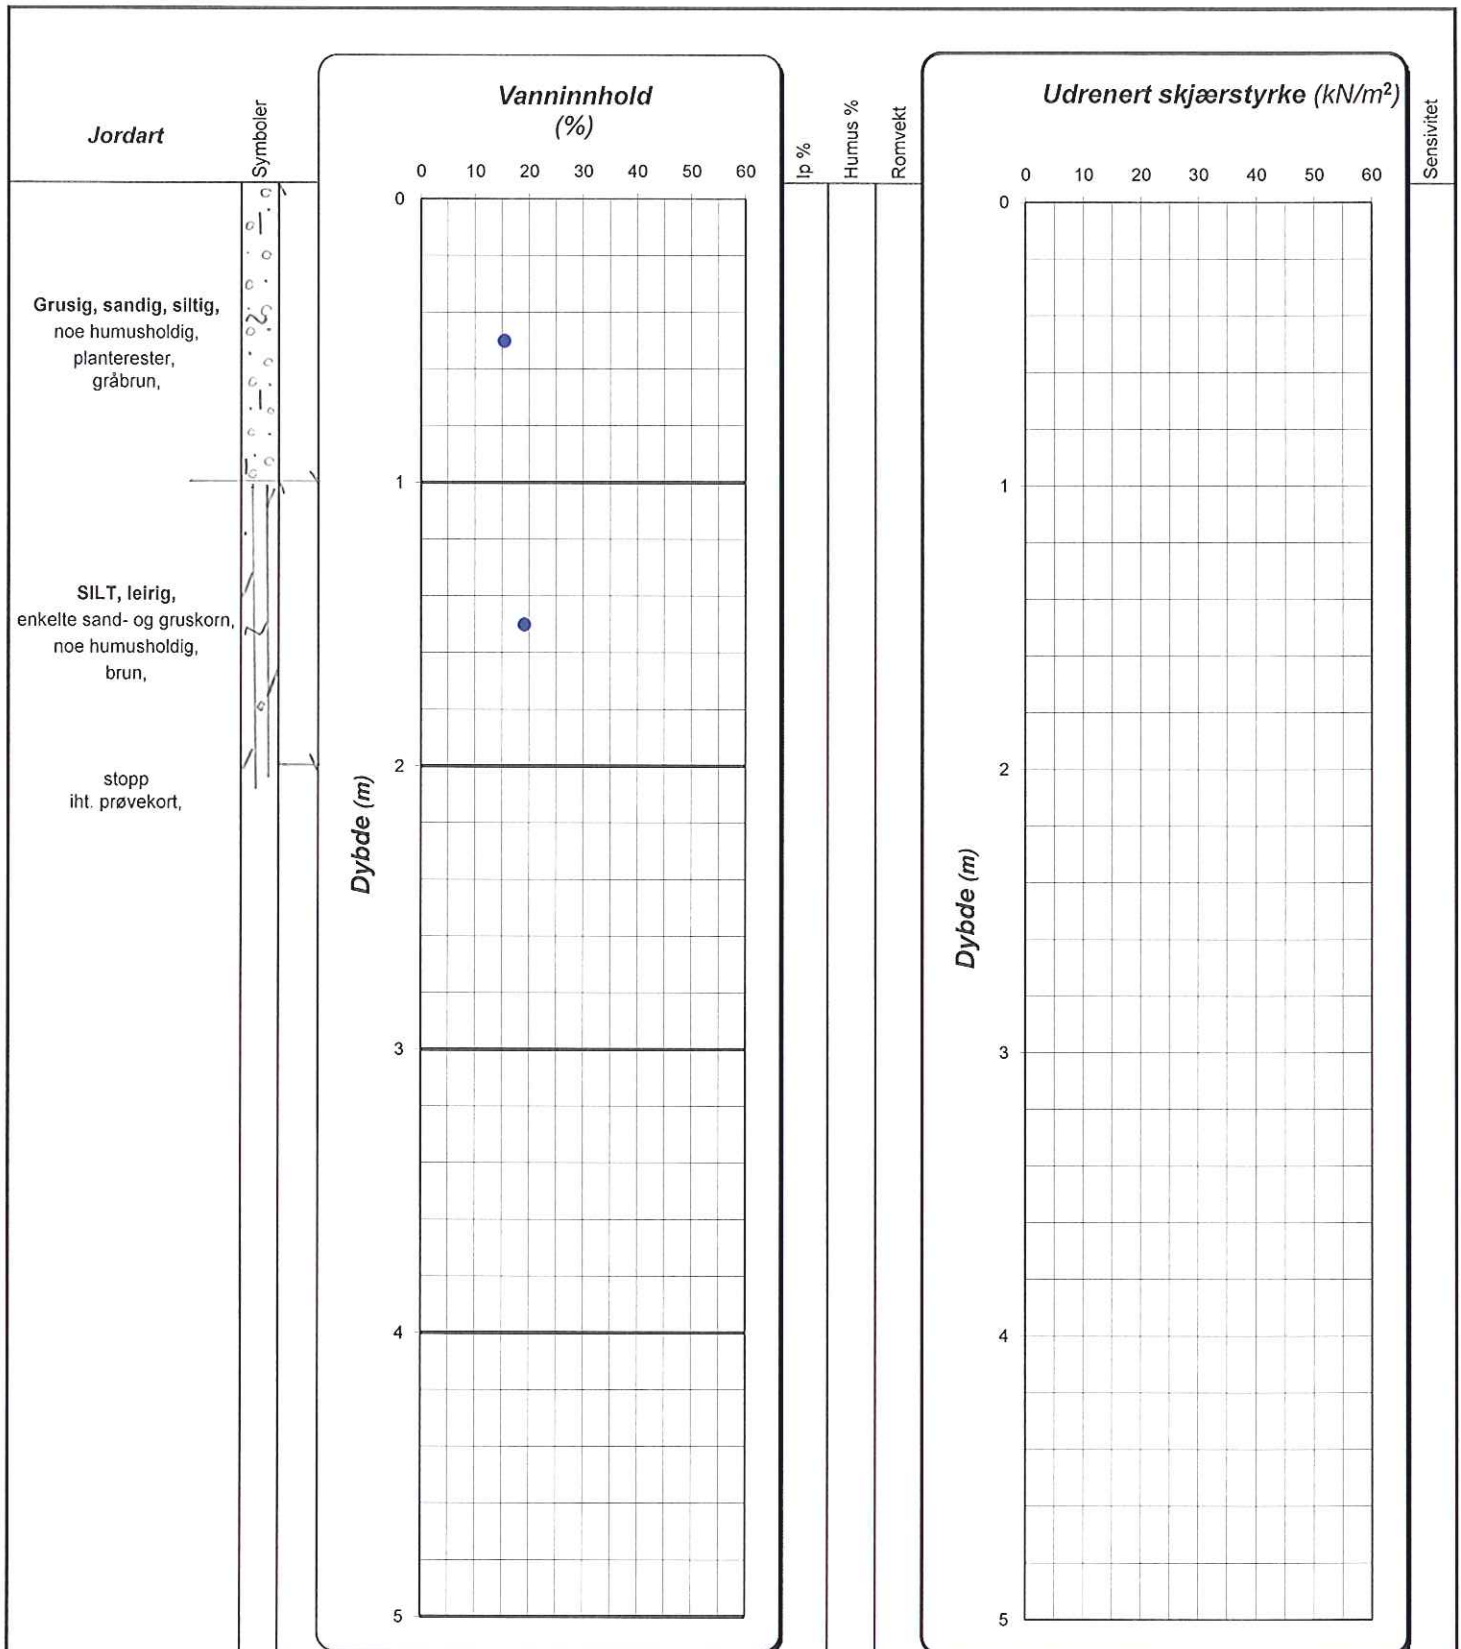 Jordart
Symboler
Vanninnhold
(%)
Ip %
Humus %
Romvekt
Udrenert skjærstyrke (kN/m²)
Sensivitet
0 10 20 30 40 50 60
0 10 20 30 40 50 60
0
1
2
3
4
5
Dybde (m)
0
1
2
3
4
5
Dybde (m)
Grusig, sandig, siltig,
noe humusholdig,
planterester,
gråbrun,
SILT, leirig,
enkelte sand- og gruskorn,
noe humusholdig,
brun,
stopp
iht. prøvekort,